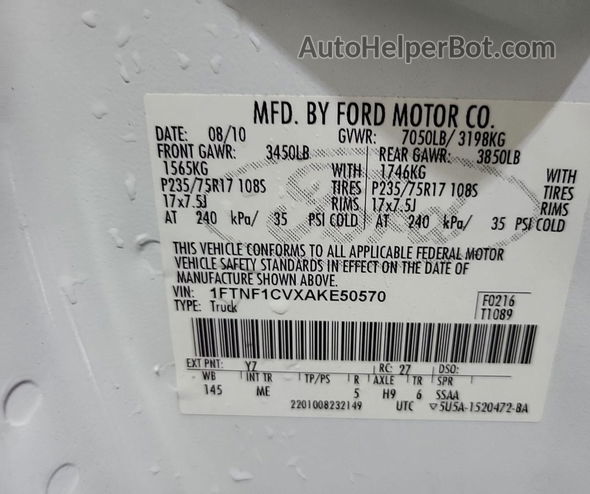 AutoHelperBot.com
MFD. BY FORD MOTOR CO.
DATE: 08/10 GVWR: 7050LB/ 3198KG
FRONT GAWR: 3450LB REAR GAWR: 3850LB
1565KG WITH 1746KG WITH
P235/75R17 108S TIRES P235/75R17 108S TIRES
17x7.5J RIMS 17x7.5J RIMS
AT 240 kPa/ 35 PSI COLD AT 240 kPa/ 35 PSI COLD
THIS VEHICLE CONFORMS TO ALL APPLICABLE FEDERAL MOTOR
VEHICLE SAFETY STANDARDS IN EFFECT ON THE DATE OF
MANUFACTURE SHOWN ABOVE.
VIN: 1FTNF1CVXAKE50570 F0216
TYPE: Truck T1089
EXT PNT: YZ RC: 27 DSO:
WB INT TR TP/PS R AXLE TR SPR
145 ME 5 H9 6 SSAA
2201008232149 UTC ▽5U5A-1520472-BA